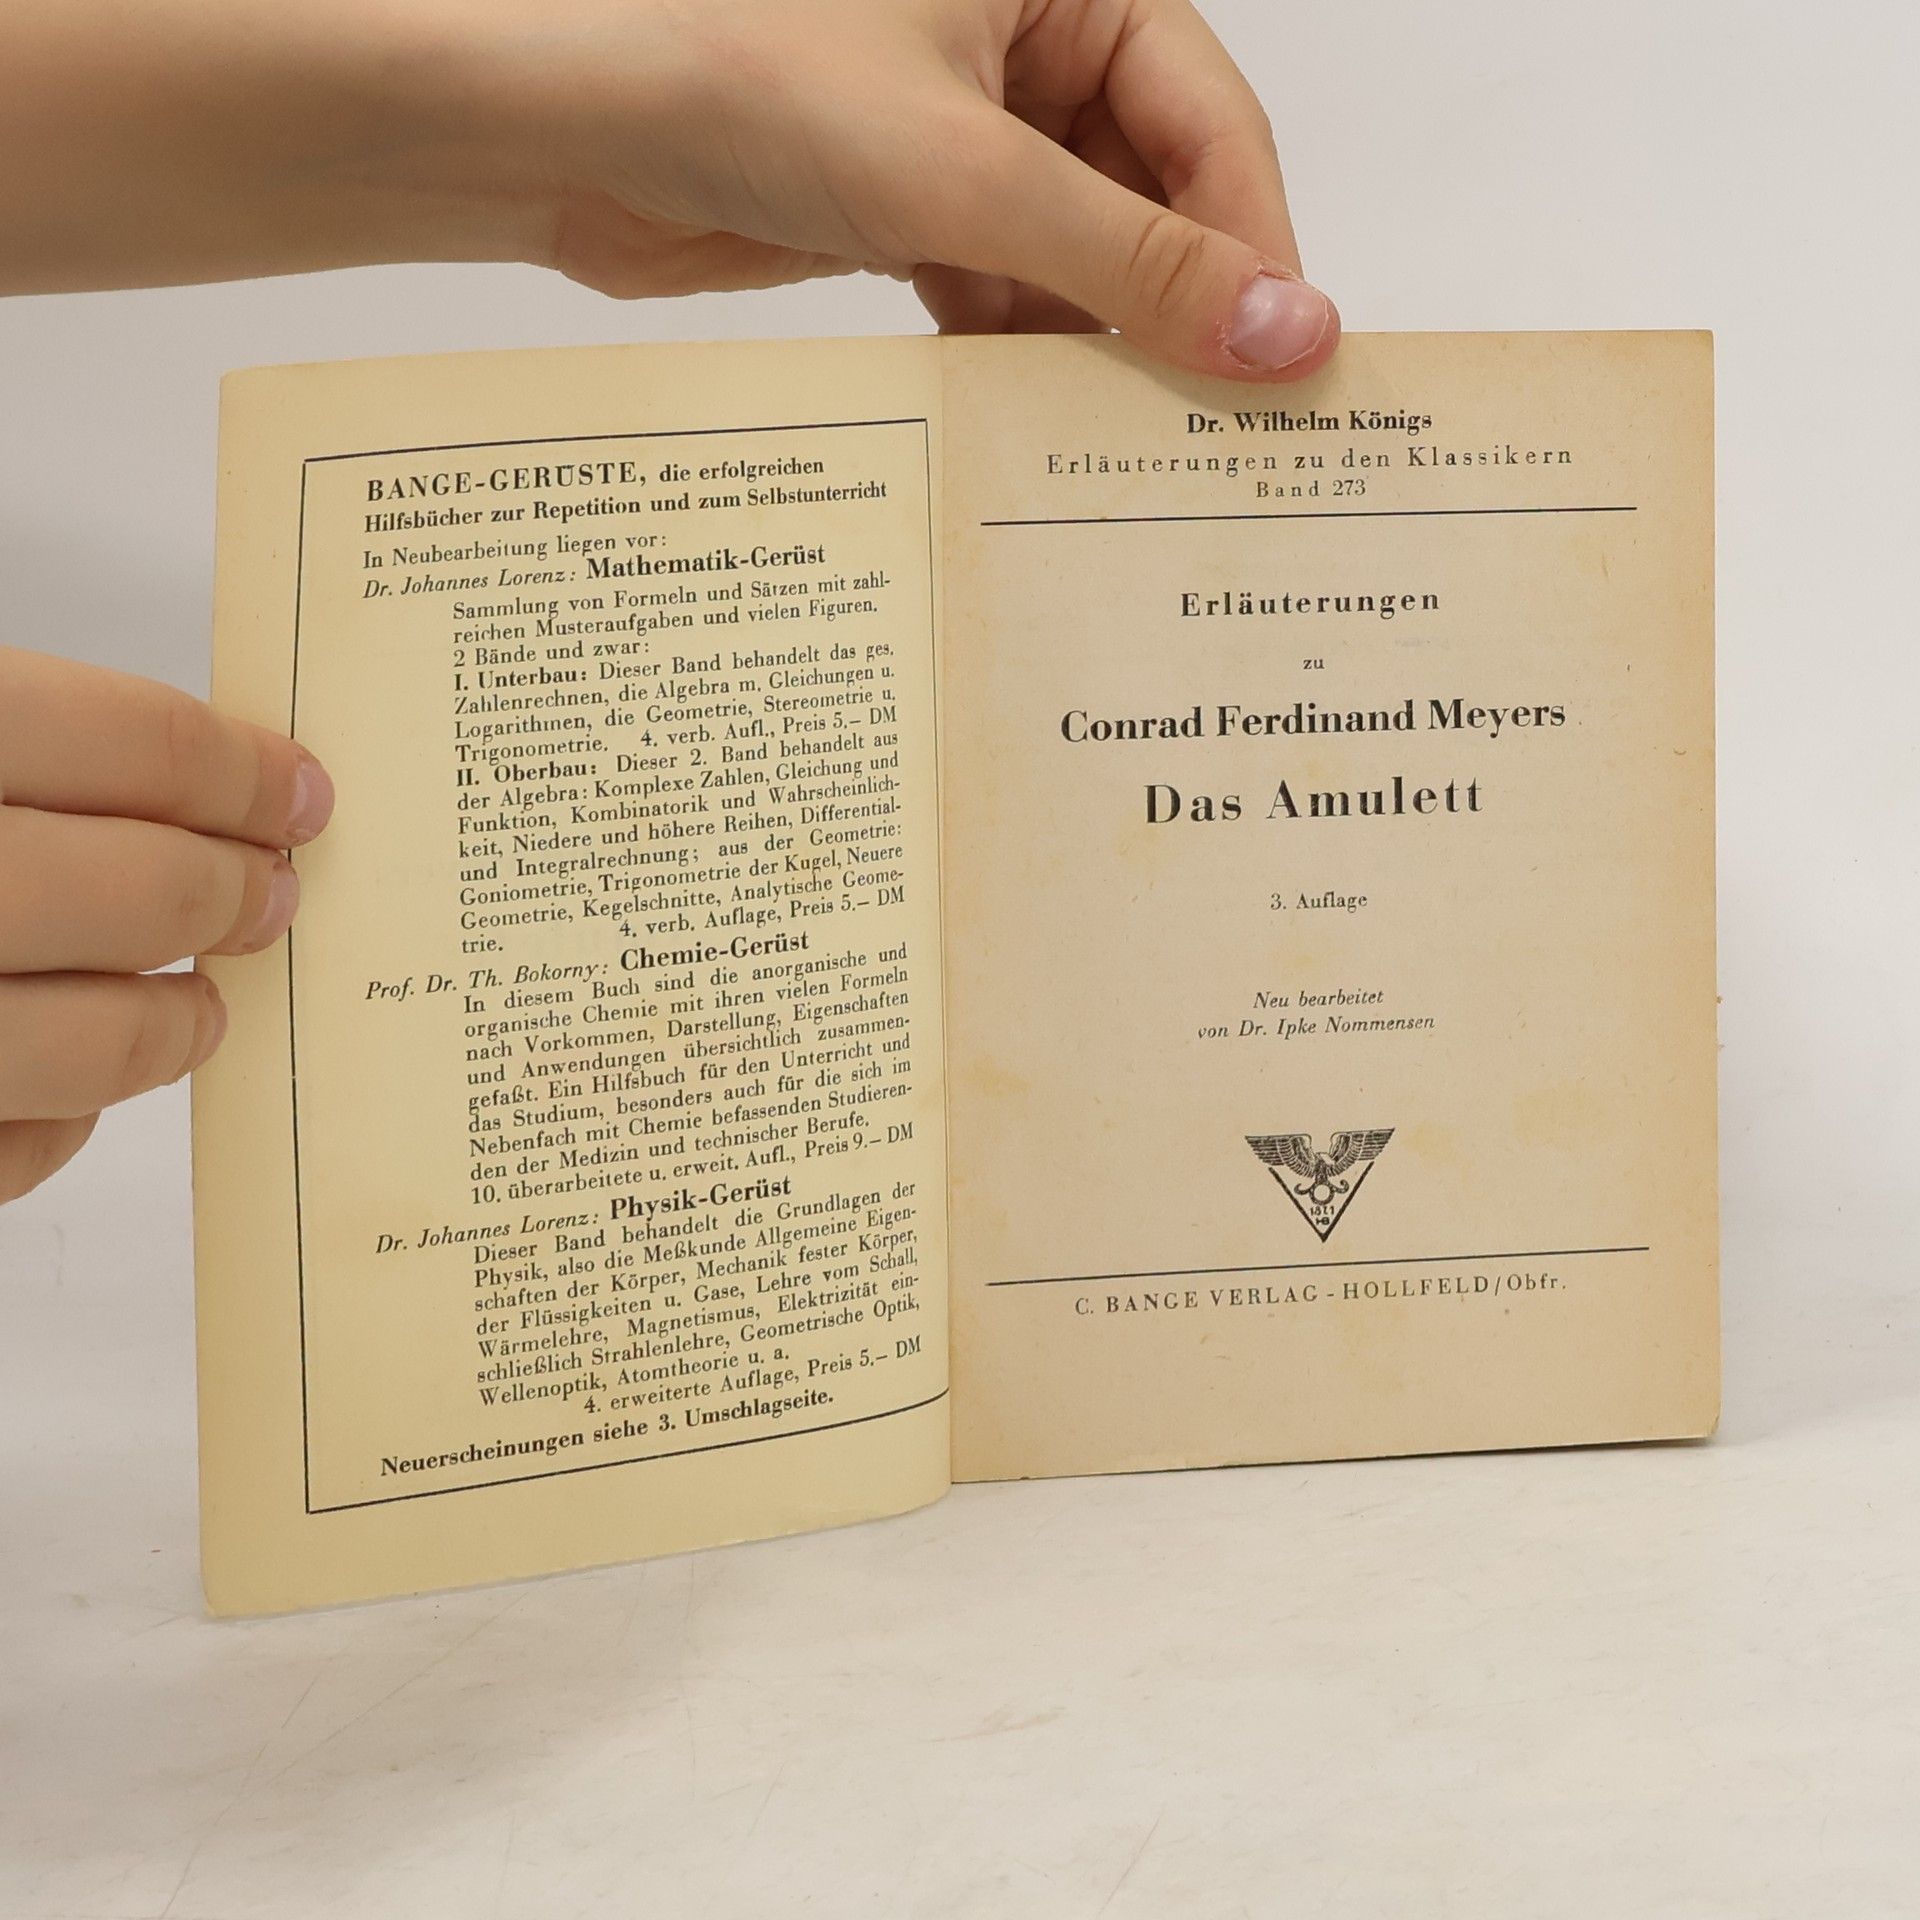 BANGE-GERÜSTE, die erfolgreichen
Hilfsbücher zur Repetition und zum Selbstunterricht
In Neubearbeitung liegen vor:
Dr. Johannes Lorenz: Mathematik-Gerüst
Sammlung von Formeln und Sätzen mit zahl-
reichen Musteraufgaben und vielen Figuren.
2 Bände und zwar:
I. Unterbau: Dieser Band behandelt das ges.
Zahlenrechnen, die Algebra m. Gleichungen u.
Logarithmen, die Geometrie, Stereometrie u.
Trigonometrie. 4. verb. Aufl., Preis 5.– DM
II. Oberbau: Dieser 2. Band behandelt aus
der Algebra: Komplexe Zahlen, Gleichung und
Funktion, Kombinatorik und Wahrscheinlich-
keit, Niedere und höhere Reihen, Differential-
und Integralrechnung; aus der Geometrie:
Goniometrie, Trigonometrie der Kugel, Neuere
Geometrie, Kegelschnitte, Analytische Geome-
trie. 4. verb. Auflage, Preis 5.– DM
Prof. Dr. Th. Bokorny: Chemie-Gerüst
In diesem Buch sind die anorganische und
organische Chemie mit ihren vielen Formeln
nach Vorkommen, Darstellung, Eigenschaften
und Anwendungen übersichtlich zusammen-
gefaßt. Ein Hilfsbuch für den Unterricht und
das Studium, besonders auch für die sich im
Nebenfach mit Chemie befassenden Studieren-
den der Medizin und technischer Berufe.
10. überarbeitete u. erweit. Aufl., Preis 9.– DM
Dr. Johannes Lorenz: Physik-Gerüst
Dieser Band behandelt die Grundlagen der
Physik, also die Meßkunde Allgemeine Eigen-
schaften der Körper, Mechanik fester Körper,
der Flüssigkeiten u. Gase, Lehre vom Schall,
Wärmelehre, Magnetismus, Elektrizität ein-
schließlich Strahlenlehre, Geometrische Optik,
Wellenoptik, Atomtheorie u. a.
4. erweiterte Auflage, Preis 5.– DM
Neuerscheinungen siehe 3. Umschlagseite.
Dr. Wilhelm Königs
Erläuterungen zu den Klassikern
Band 273
Erläuterungen
zu
Conrad Ferdinand Meyers
Das Amulett
3. Auflage
Neu bearbeitet
von Dr. Ipke Nommensen
1871
HB
C. BANGE VERLAG - HOLLFELD/Obfr.